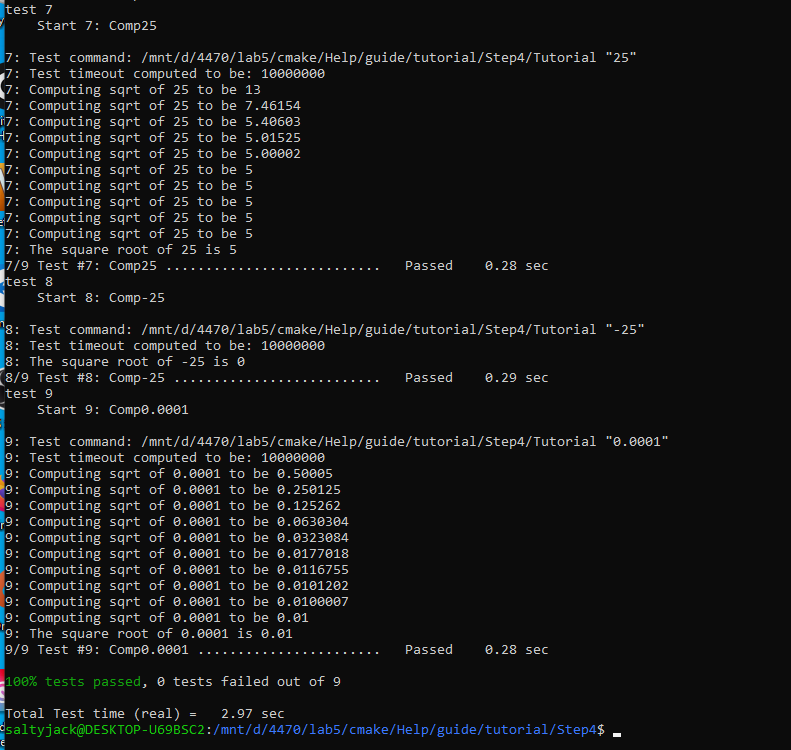 test 7
    Start 7: Comp25

7: Test command: /mnt/d/4470/lab5/cmake/Help/guide/tutorial/Step4/Tutorial "25"
7: Test timeout computed to be: 10000000
7: Computing sqrt of 25 to be 13
7: Computing sqrt of 25 to be 7.46154
7: Computing sqrt of 25 to be 5.40603
7: Computing sqrt of 25 to be 5.01525
7: Computing sqrt of 25 to be 5.00002
7: Computing sqrt of 25 to be 5
7: Computing sqrt of 25 to be 5
7: Computing sqrt of 25 to be 5
7: Computing sqrt of 25 to be 5
7: Computing sqrt of 25 to be 5
7: The square root of 25 is 5
7/9 Test #7: Comp25 ...........................   Passed    0.28 sec
test 8
    Start 8: Comp-25

8: Test command: /mnt/d/4470/lab5/cmake/Help/guide/tutorial/Step4/Tutorial "-25"
8: Test timeout computed to be: 10000000
8: The square root of -25 is 0
8/9 Test #8: Comp-25 ..........................   Passed    0.29 sec
test 9
    Start 9: Comp0.0001

9: Test command: /mnt/d/4470/lab5/cmake/Help/guide/tutorial/Step4/Tutorial "0.0001"
9: Test timeout computed to be: 10000000
9: Computing sqrt of 0.0001 to be 0.50005
9: Computing sqrt of 0.0001 to be 0.250125
9: Computing sqrt of 0.0001 to be 0.125262
9: Computing sqrt of 0.0001 to be 0.0630304
9: Computing sqrt of 0.0001 to be 0.0323084
9: Computing sqrt of 0.0001 to be 0.0177018
9: Computing sqrt of 0.0001 to be 0.0116755
9: Computing sqrt of 0.0001 to be 0.0101202
9: Computing sqrt of 0.0001 to be 0.0100007
9: Computing sqrt of 0.0001 to be 0.01
9: The square root of 0.0001 is 0.01
9/9 Test #9: Comp0.0001 .......................   Passed    0.28 sec

100% tests passed, 0 tests failed out of 9

Total Test time (real) =   2.97 sec
saltyjack@DESKTOP-U69BSC2:/mnt/d/4470/lab5/cmake/Help/guide/tutorial/Step4$